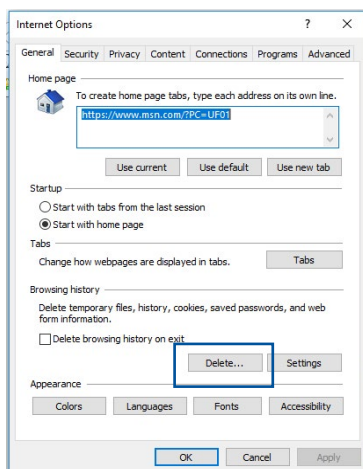 Internet Options ? X
General Security Privacy Content Connections Programs Advanced
Home page
To create home page tabs, type each address on its own line.
https://www.msn.com/?PC=UF01
Use current Use default Use new tab
Startup
Start with tabs from the last session
Start with home page
Tabs
Change how webpages are displayed in tabs. Tabs
Browsing history
Delete temporary files, history, cookies, saved passwords, and web
form information.
Delete browsing history on exit
Delete... Settings
Appearance
Colors Languages Fonts Accessibility
OK Cancel Apply